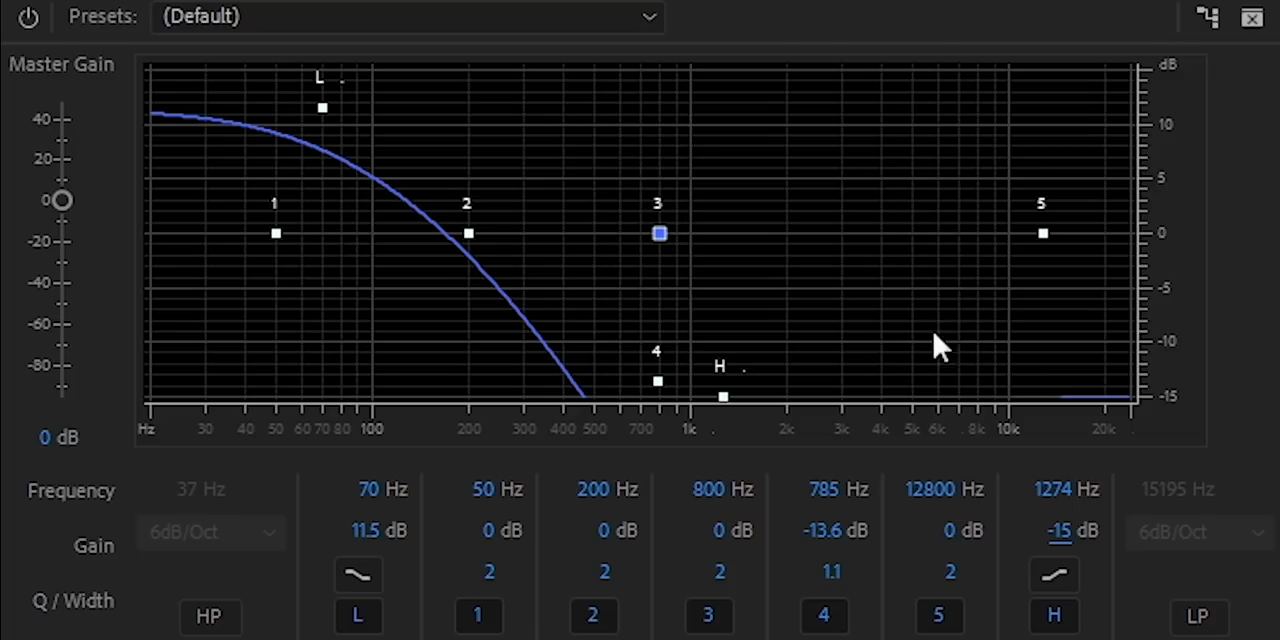 Presets: (Default)
Master Gain
dB
L
40
10
20
5
0
1 2 3 5
0
-20
-40
-5
-60
-10
4
H
-80
-15
Hz 30 40 50 60 70 80 100 200 300 400 500 700 1k 2k 3k 4k 5k 6k 8k 10k 20k
0 dB
Frequency 37 Hz 70 Hz 50 Hz 200 Hz 800 Hz 785 Hz 12800 Hz 1274 Hz 15195 Hz
6dB/Oct 11.5 dB 0 dB 0 dB 0 dB -13.6 dB 0 dB -15 dB 6dB/Oct
Gain
2 2 2 1.1 2
Q / Width
HP L 1 2 3 4 5 H LP